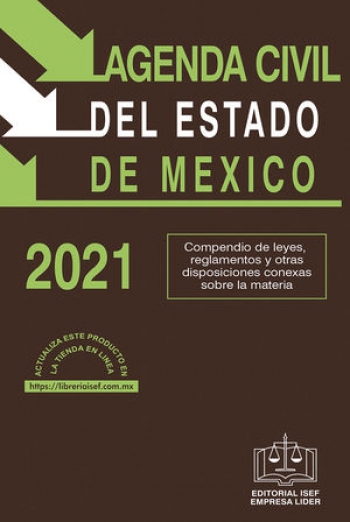 AGENDA CIVIL
DEL ESTADO
DE MEXICO
2021
Compendio de leyes,
reglamentos y otras
disposiciones conexas
sobre la materia
ACTUALIZA ESTE PRODUCTO EN
LA TIENDA EN LINEA
https://libreriaisef.com.mx
EDITORIAL ISEF
EMPRESA LIDER